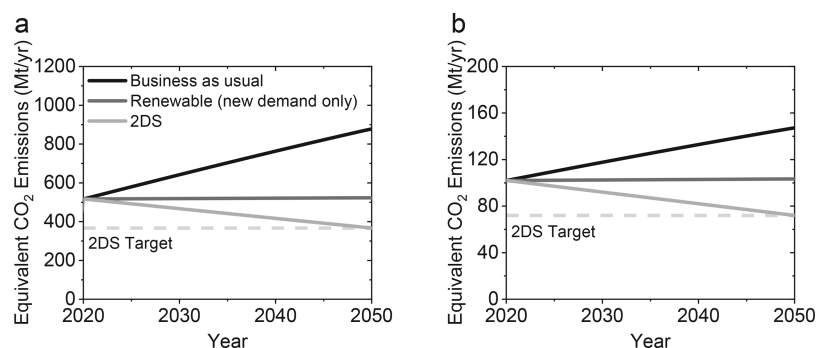 a
Equivalent CO₂ Emissions (Mt/yr)
1200
1000
800
600
400
200
0
Business as usual
Renewable (new demand only)
2DS
2DS Target
2020
2030
2040
2050
Year
b
Equivalent CO₂ Emissions (Mt/yr)
200
160
120
80
40
0
2DS Target
2020
2030
2040
2050
Year